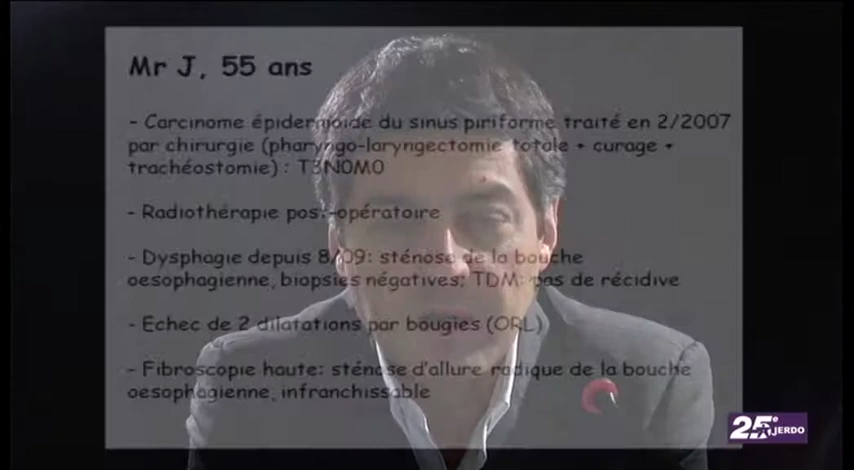 Mr J, 55 ans
- Carcinome épidermoïde du sinus piriforme traité en 2/2007
par chirurgie (pharyngo-laryngectomie totale + curage +
trachéostomie) : T3N0M0
- Radiothérapie post-opératoire
- Dysphagie depuis 8/09: sténose de la bouche
oesophagienne, biopsies négatives; TDM: pas de récidive
- Echec de 2 dilatations par bougies (ORL)
- Fibroscopie haute: sténose d'allure radique de la bouche
oesophagienne, infranchissable
25e JERDO